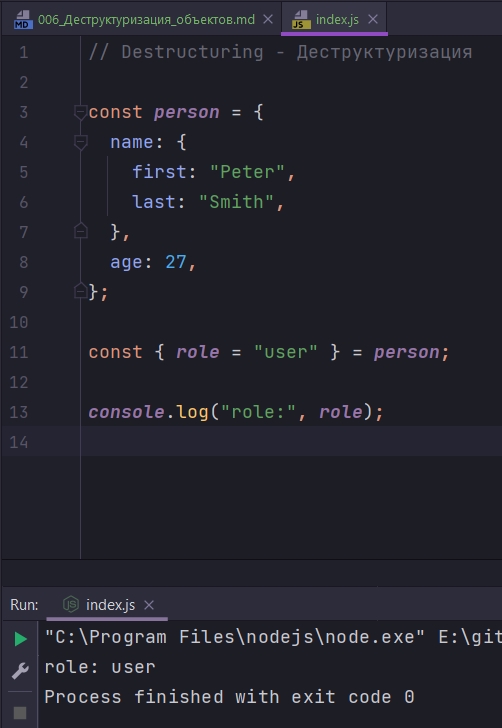 MD 006_Деструктуризация_объектов.md × JS index.js ×
1 // Destructuring - Деструктуризация
2
3 const person = {
4 name: {
5 first: "Peter",
6 last: "Smith",
7 },
8 age: 27,
9 };
10
11 const { role = "user" } = person;
12
13 console.log("role:", role);
14
Run: index.js ×
"C:\Program Files\nodejs\node.exe" E:\git
role: user
Process finished with exit code 0